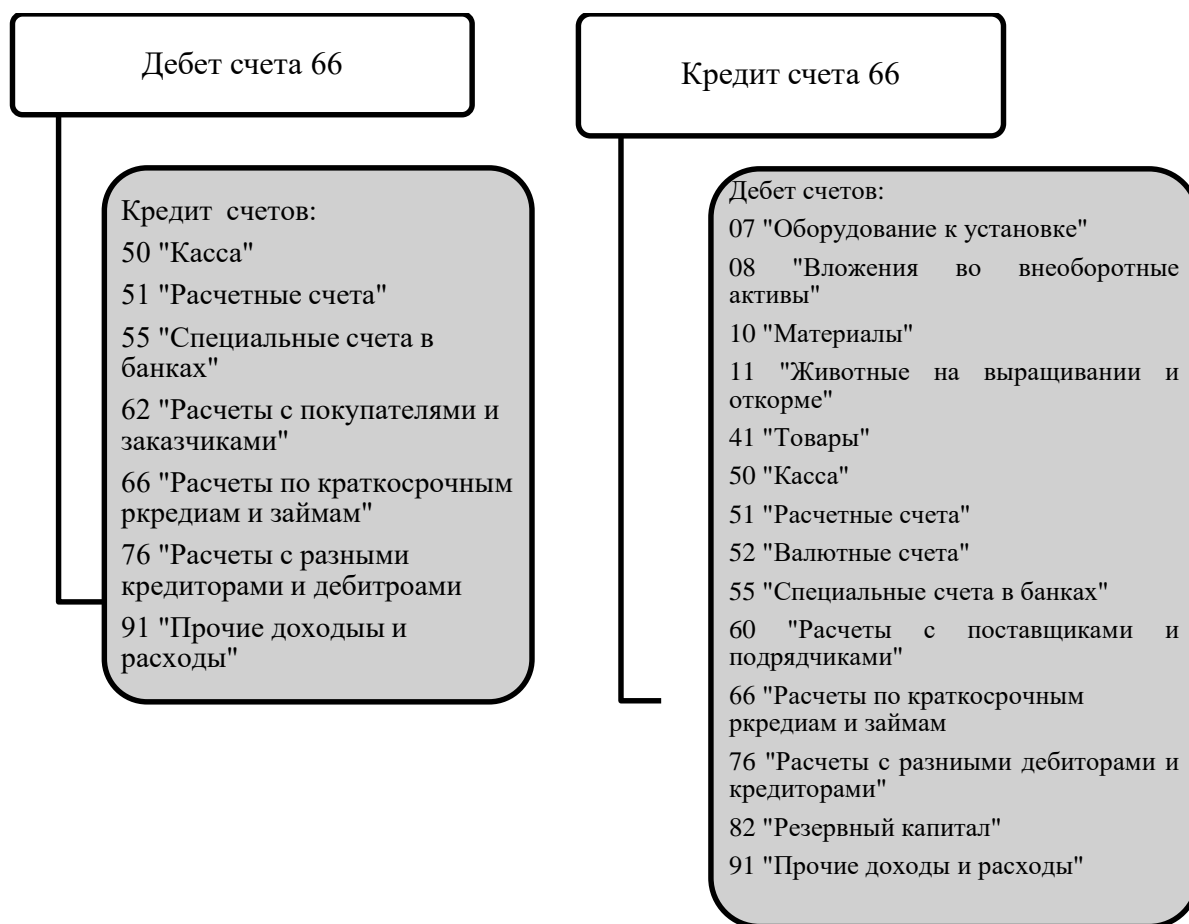 Дебет счета 66
Кредит счетов:
50 "Касса"
51 "Расчетные счета"
55 "Специальные счета в
банках"
62 "Расчеты с покупателями и
заказчиками"
66 "Расчеты по краткосрочным
ркредиам и займам"
76 "Расчеты с разными
кредиторами и дебитроами
91 "Прочие доходыы и
расходы"
Кредит счета 66
Дебет счетов:
07 "Оборудование к установке"
08 "Вложения во внеоборотные
активы"
10 "Материалы"
11 "Животные на выращивании и
откорме"
41 "Товары"
50 "Касса"
51 "Расчетные счета"
52 "Валютные счета"
55 "Специальные счета в банках"
60 "Расчеты с поставщиками и
подрядчиками"
66 "Расчеты по краткосрочным
ркредиам и займам
76 "Расчеты с разниыми дебиторами и
кредиторами"
82 "Резервный капитал"
91 "Прочие доходы и расходы"